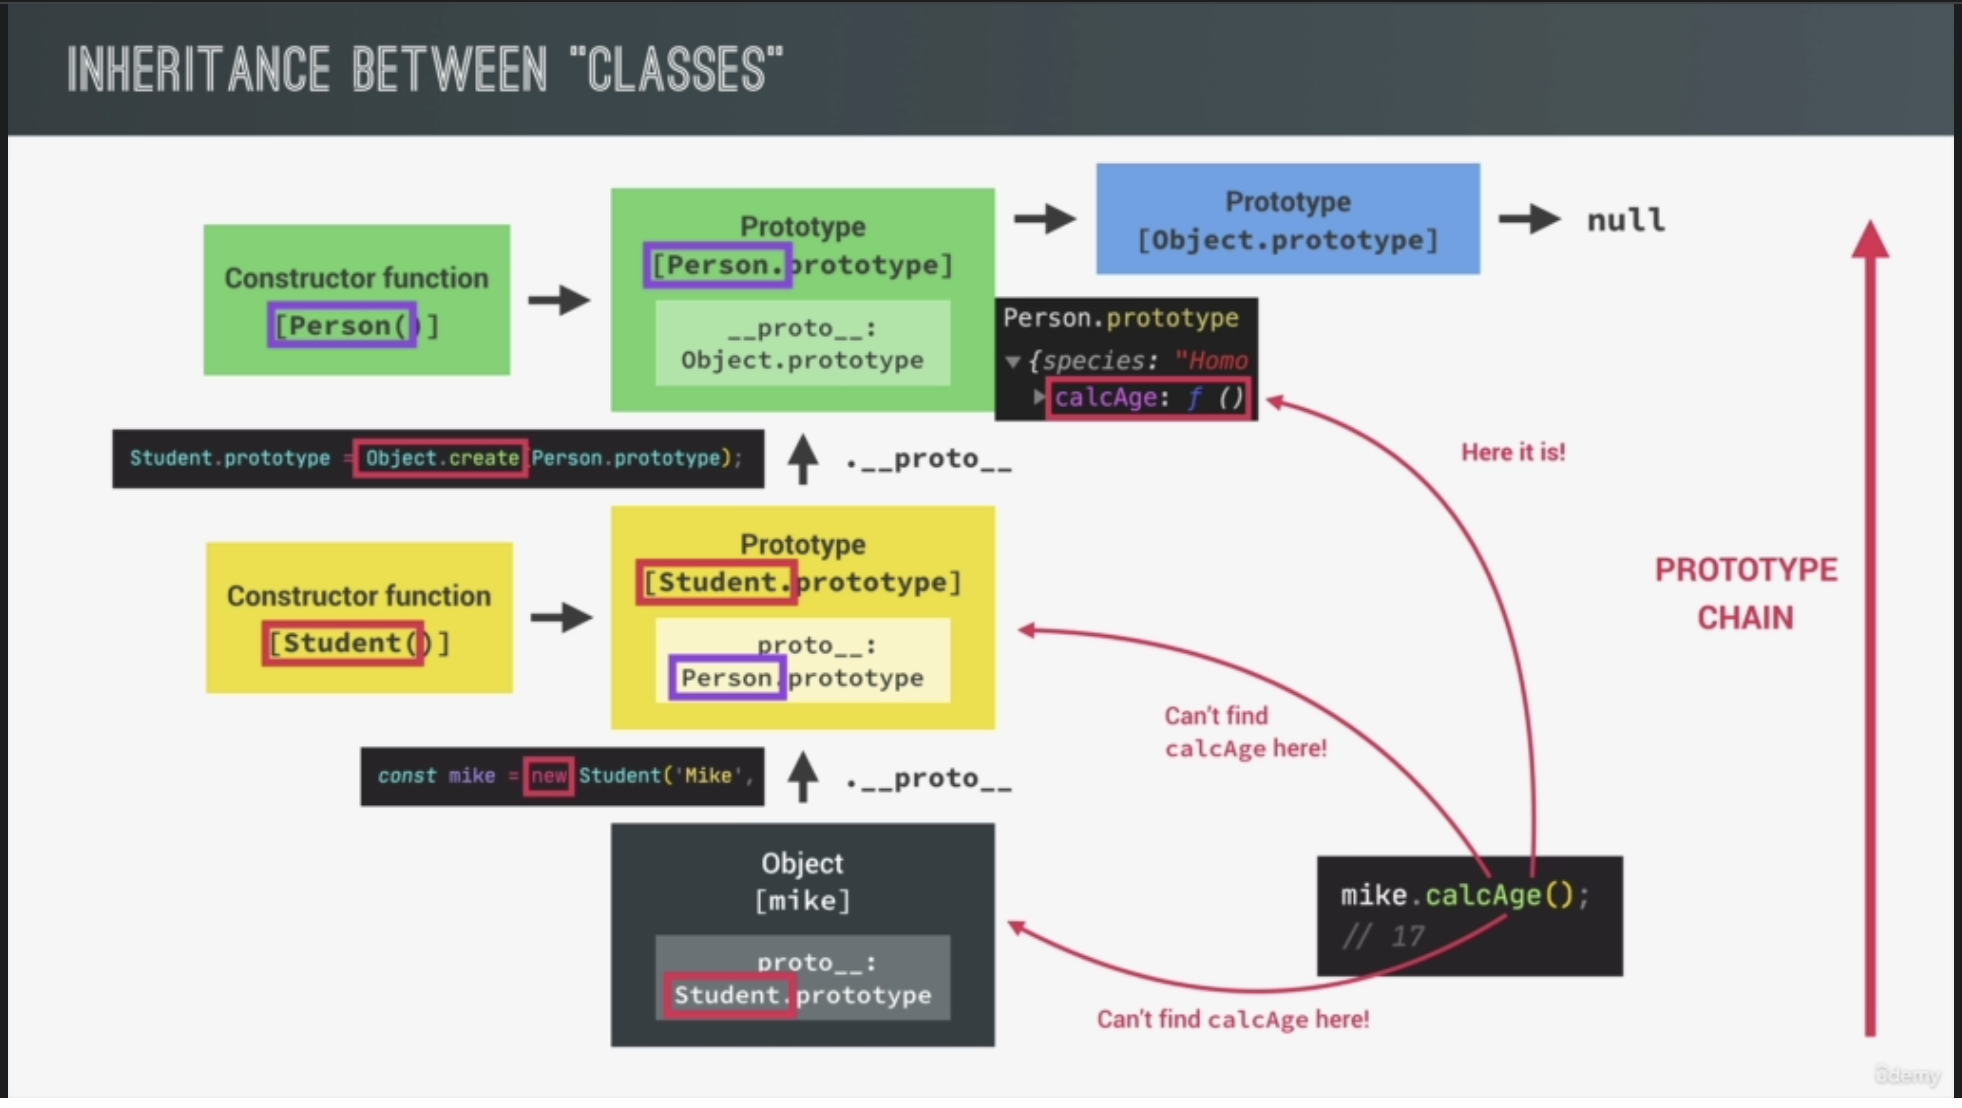 INHERITANCE BETWEEN "CLASSES"
Constructor function
[Person()]
Prototype
[Person.prototype]
__proto__:
Object.prototype
Prototype
[Object.prototype]
null
Person.prototype
▼{species: "Homo
▶calcAge: ƒ ()
Here it is!
Student.prototype = Object.create(Person.prototype);
.__proto__
Constructor function
[Student()]
Prototype
[Student.prototype]
proto__:
Person.prototype
PROTOTYPE
CHAIN
Can't find
calcAge here!
const mike = new Student('Mike',
.__proto__
Object
[mike]
proto__:
Student.prototype
mike.calcAge();
// 17
Can't find calcAge here!
ûdemy